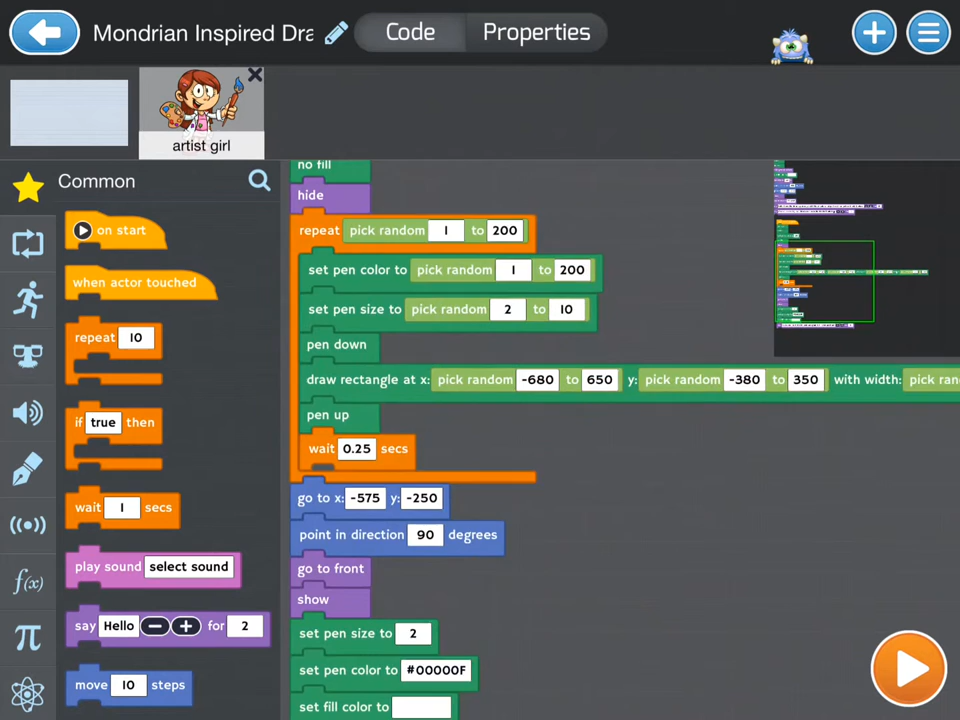 Mondrian Inspired Dra
Code
Properties
artist girl
Common
on start
when actor touched
repeat 10
if true then
wait 1 secs
play sound select sound
say Hello for 2
move 10 steps
f(x)
π
no fill
hide
repeat pick random 1 to 200
set pen color to pick random 1 to 200
set pen size to pick random 2 to 10
pen down
draw rectangle at x: pick random -680 to 650 y: pick random -380 to 350 with width: pick ran
pen up
wait 0.25 secs
go to x: -575 y: -250
point in direction 90 degrees
go to front
show
set pen size to 2
set pen color to #00000F
set fill color to